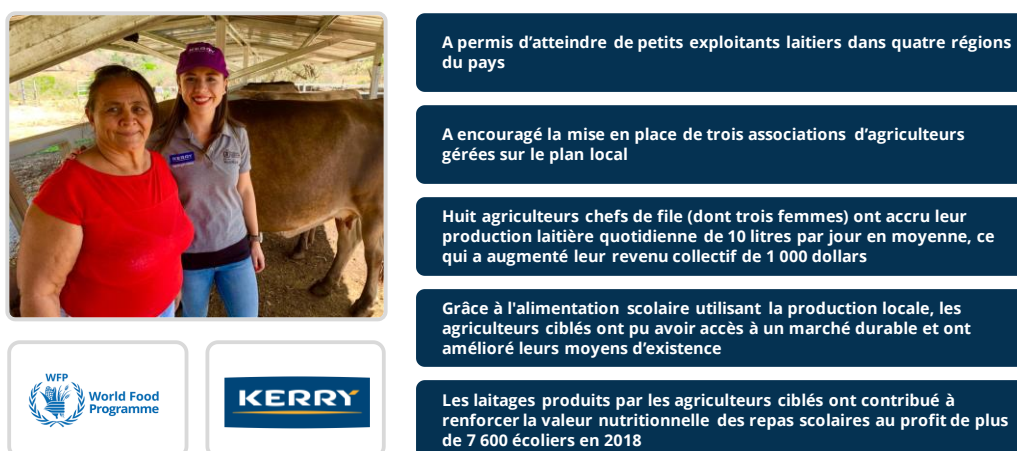 KERRY
KERRY
A permis d’atteindre de petits exploitants laitiers dans quatre régions
du pays
A encouragé la mise en place de trois associations d’agriculteurs
gérées sur le plan local
Huit agriculteurs chefs de file (dont trois femmes) ont accru leur
production laitière quotidienne de 10 litres par jour en moyenne, ce
qui a augmenté leur revenu collectif de 1 000 dollars
Grâce à l'alimentation scolaire utilisant la production locale, les
agriculteurs ciblés ont pu avoir accès à un marché durable et ont
amélioré leurs moyens d’existence
Les laitages produits par les agriculteurs ciblés ont contribué à
renforcer la valeur nutritionnelle des repas scolaires au profit de plus
de 7 600 écoliers en 2018
WFP
World Food
Programme
KERRY